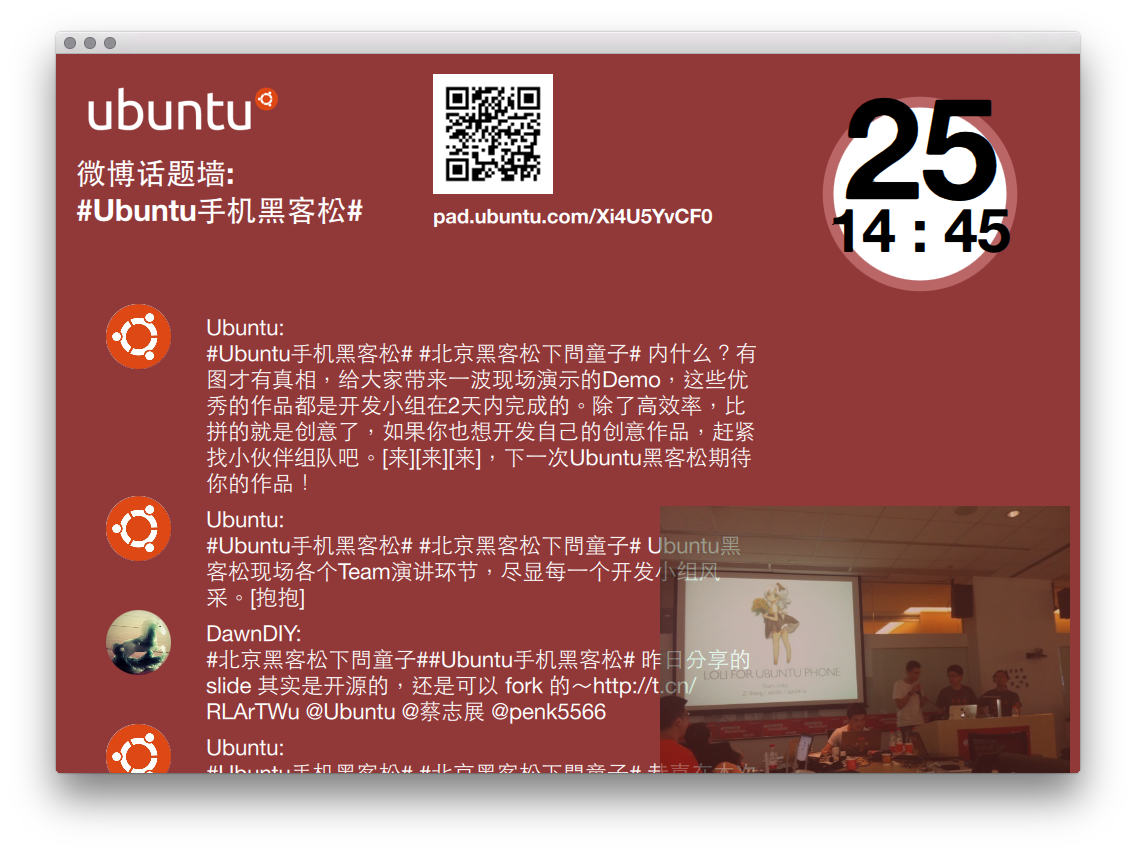 ubuntu
微博话题墙:
#Ubuntu手机黑客松#
pad.ubuntu.com/Xi4U5YvCF0
25
14 : 45
Ubuntu:
#Ubuntu手机黑客松# #北京黑客松下問童子# 内什么？有
图才有真相，给大家带来一波现场演示的Demo，这些优
秀的作品都是开发小组在2天内完成的。除了高效率，比
拼的就是创意了，如果你也想开发自己的创意作品，赶紧
找小伙伴组队吧。[来][来][来]，下一次Ubuntu黑客松期待
你的作品！
Ubuntu:
#Ubuntu手机黑客松# #北京黑客松下問童子# Ubuntu黑
客松现场各个Team演讲环节，尽显每一个开发小组风
采。[抱抱]
DawnDIY:
#北京黑客松下問童子##Ubuntu手机黑客松# 昨日分享的
slide 其实是开源的，还是可以 fork 的～http://t.cn/
RLArTWu @Ubuntu @蔡志展 @penk5566
LOLI FOR UBUNTU PHONE
Ubuntu:
#Ubuntu手机黑客松# #北京黑客松下問童子# 恭喜在本次